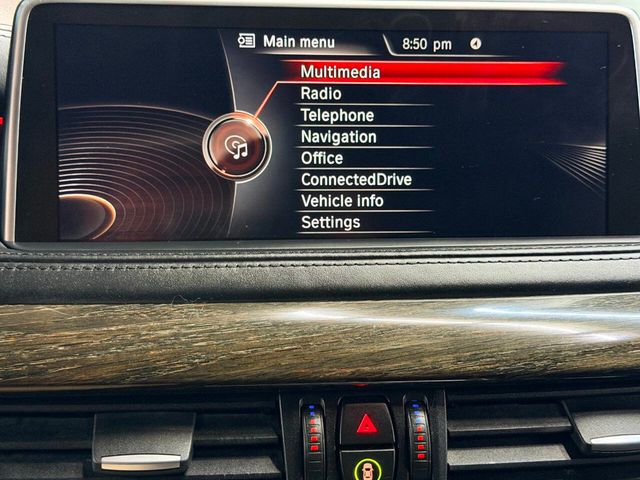 Main menu
8:50 pm
Multimedia
Radio
Telephone
Navigation
Office
ConnectedDrive
Vehicle info
Settings